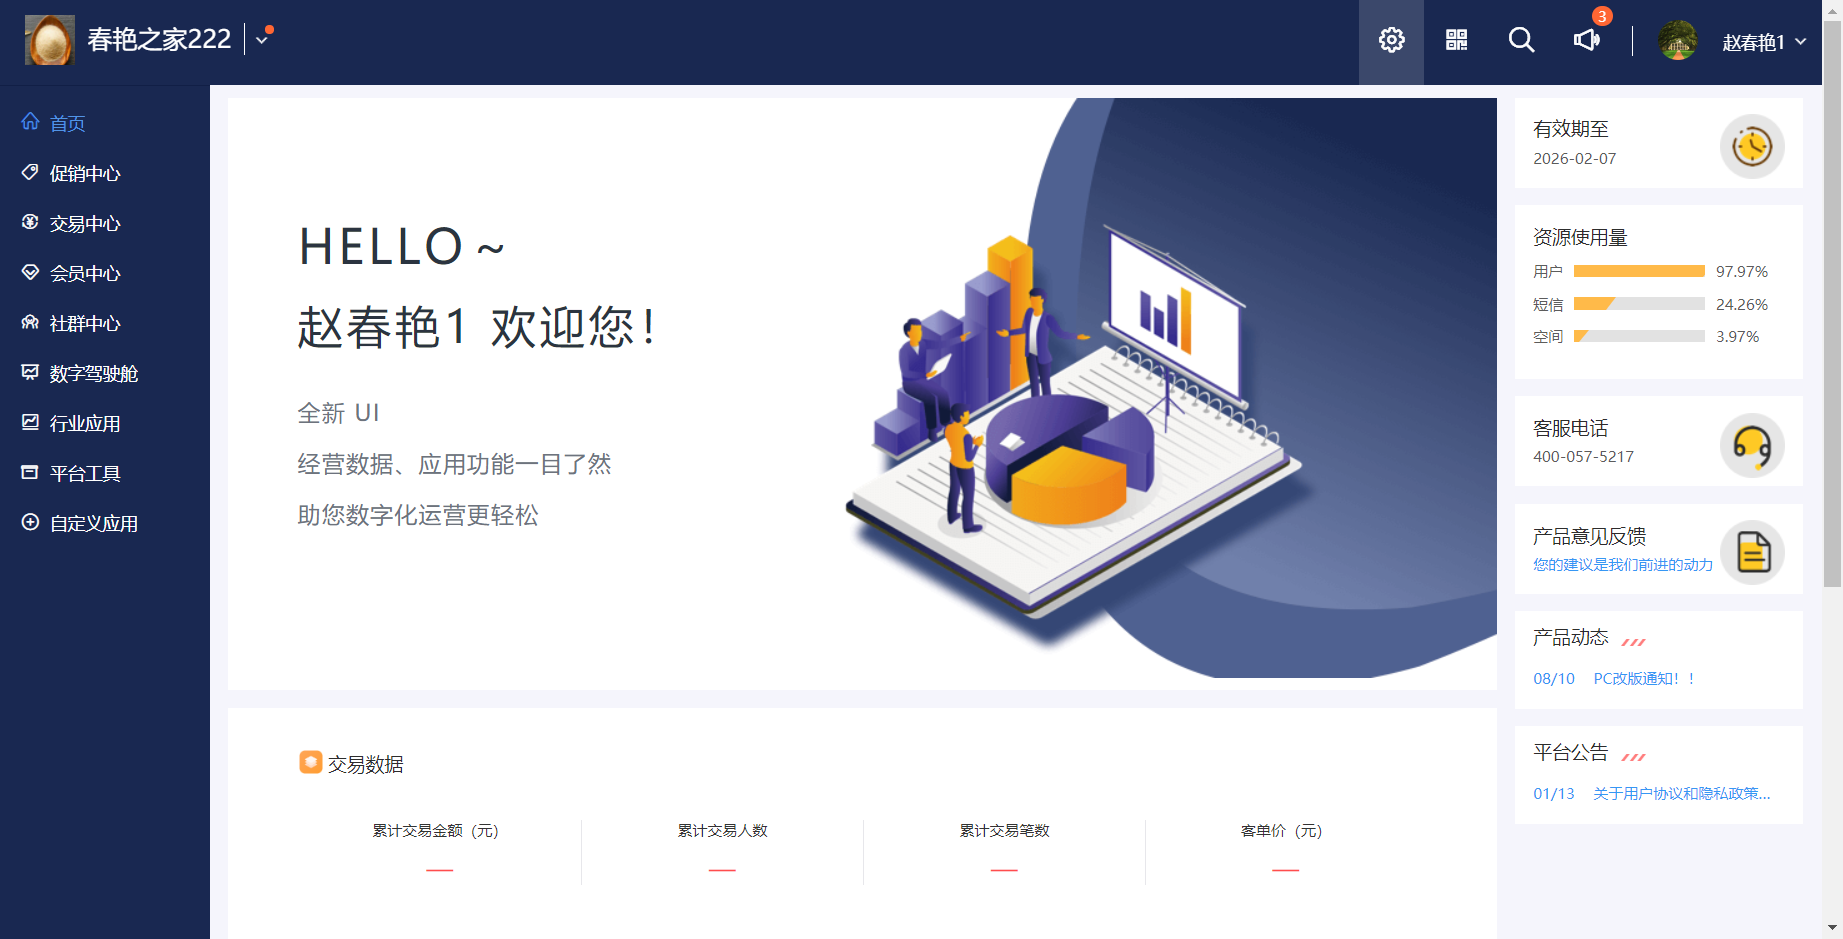 春艳之家222
3
赵春艳1
首页
促销中心
交易中心
会员中心
社群中心
数字驾驶舱
行业应用
平台工具
自定义应用
HELLO ~
赵春艳1 欢迎您!
全新 UI
经营数据、应用功能一目了然
助您数字化运营更轻松
交易数据
累计交易金额 (元)
累计交易人数
累计交易笔数
客单价 (元)
有效期至
2026-02-07
资源使用量
用户 97.97%
短信 24.26%
空间 3.97%
客服电话
400-057-5217
产品意见反馈
您的建议是我们前进的动力
产品动态
08/10 PC改版通知！！
平台公告
01/13 关于用户协议和隐私政策...